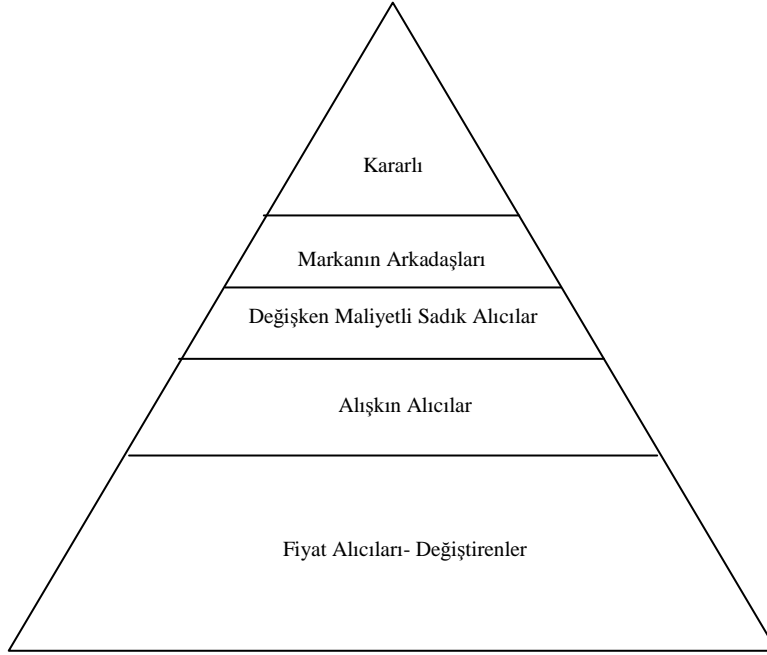 Kararlı
Markanın Arkadaşları
Değişken Maliyetli Sadık Alıcılar
Alışkın Alıcılar
Fiyat Alıcıları- Değiştirenler